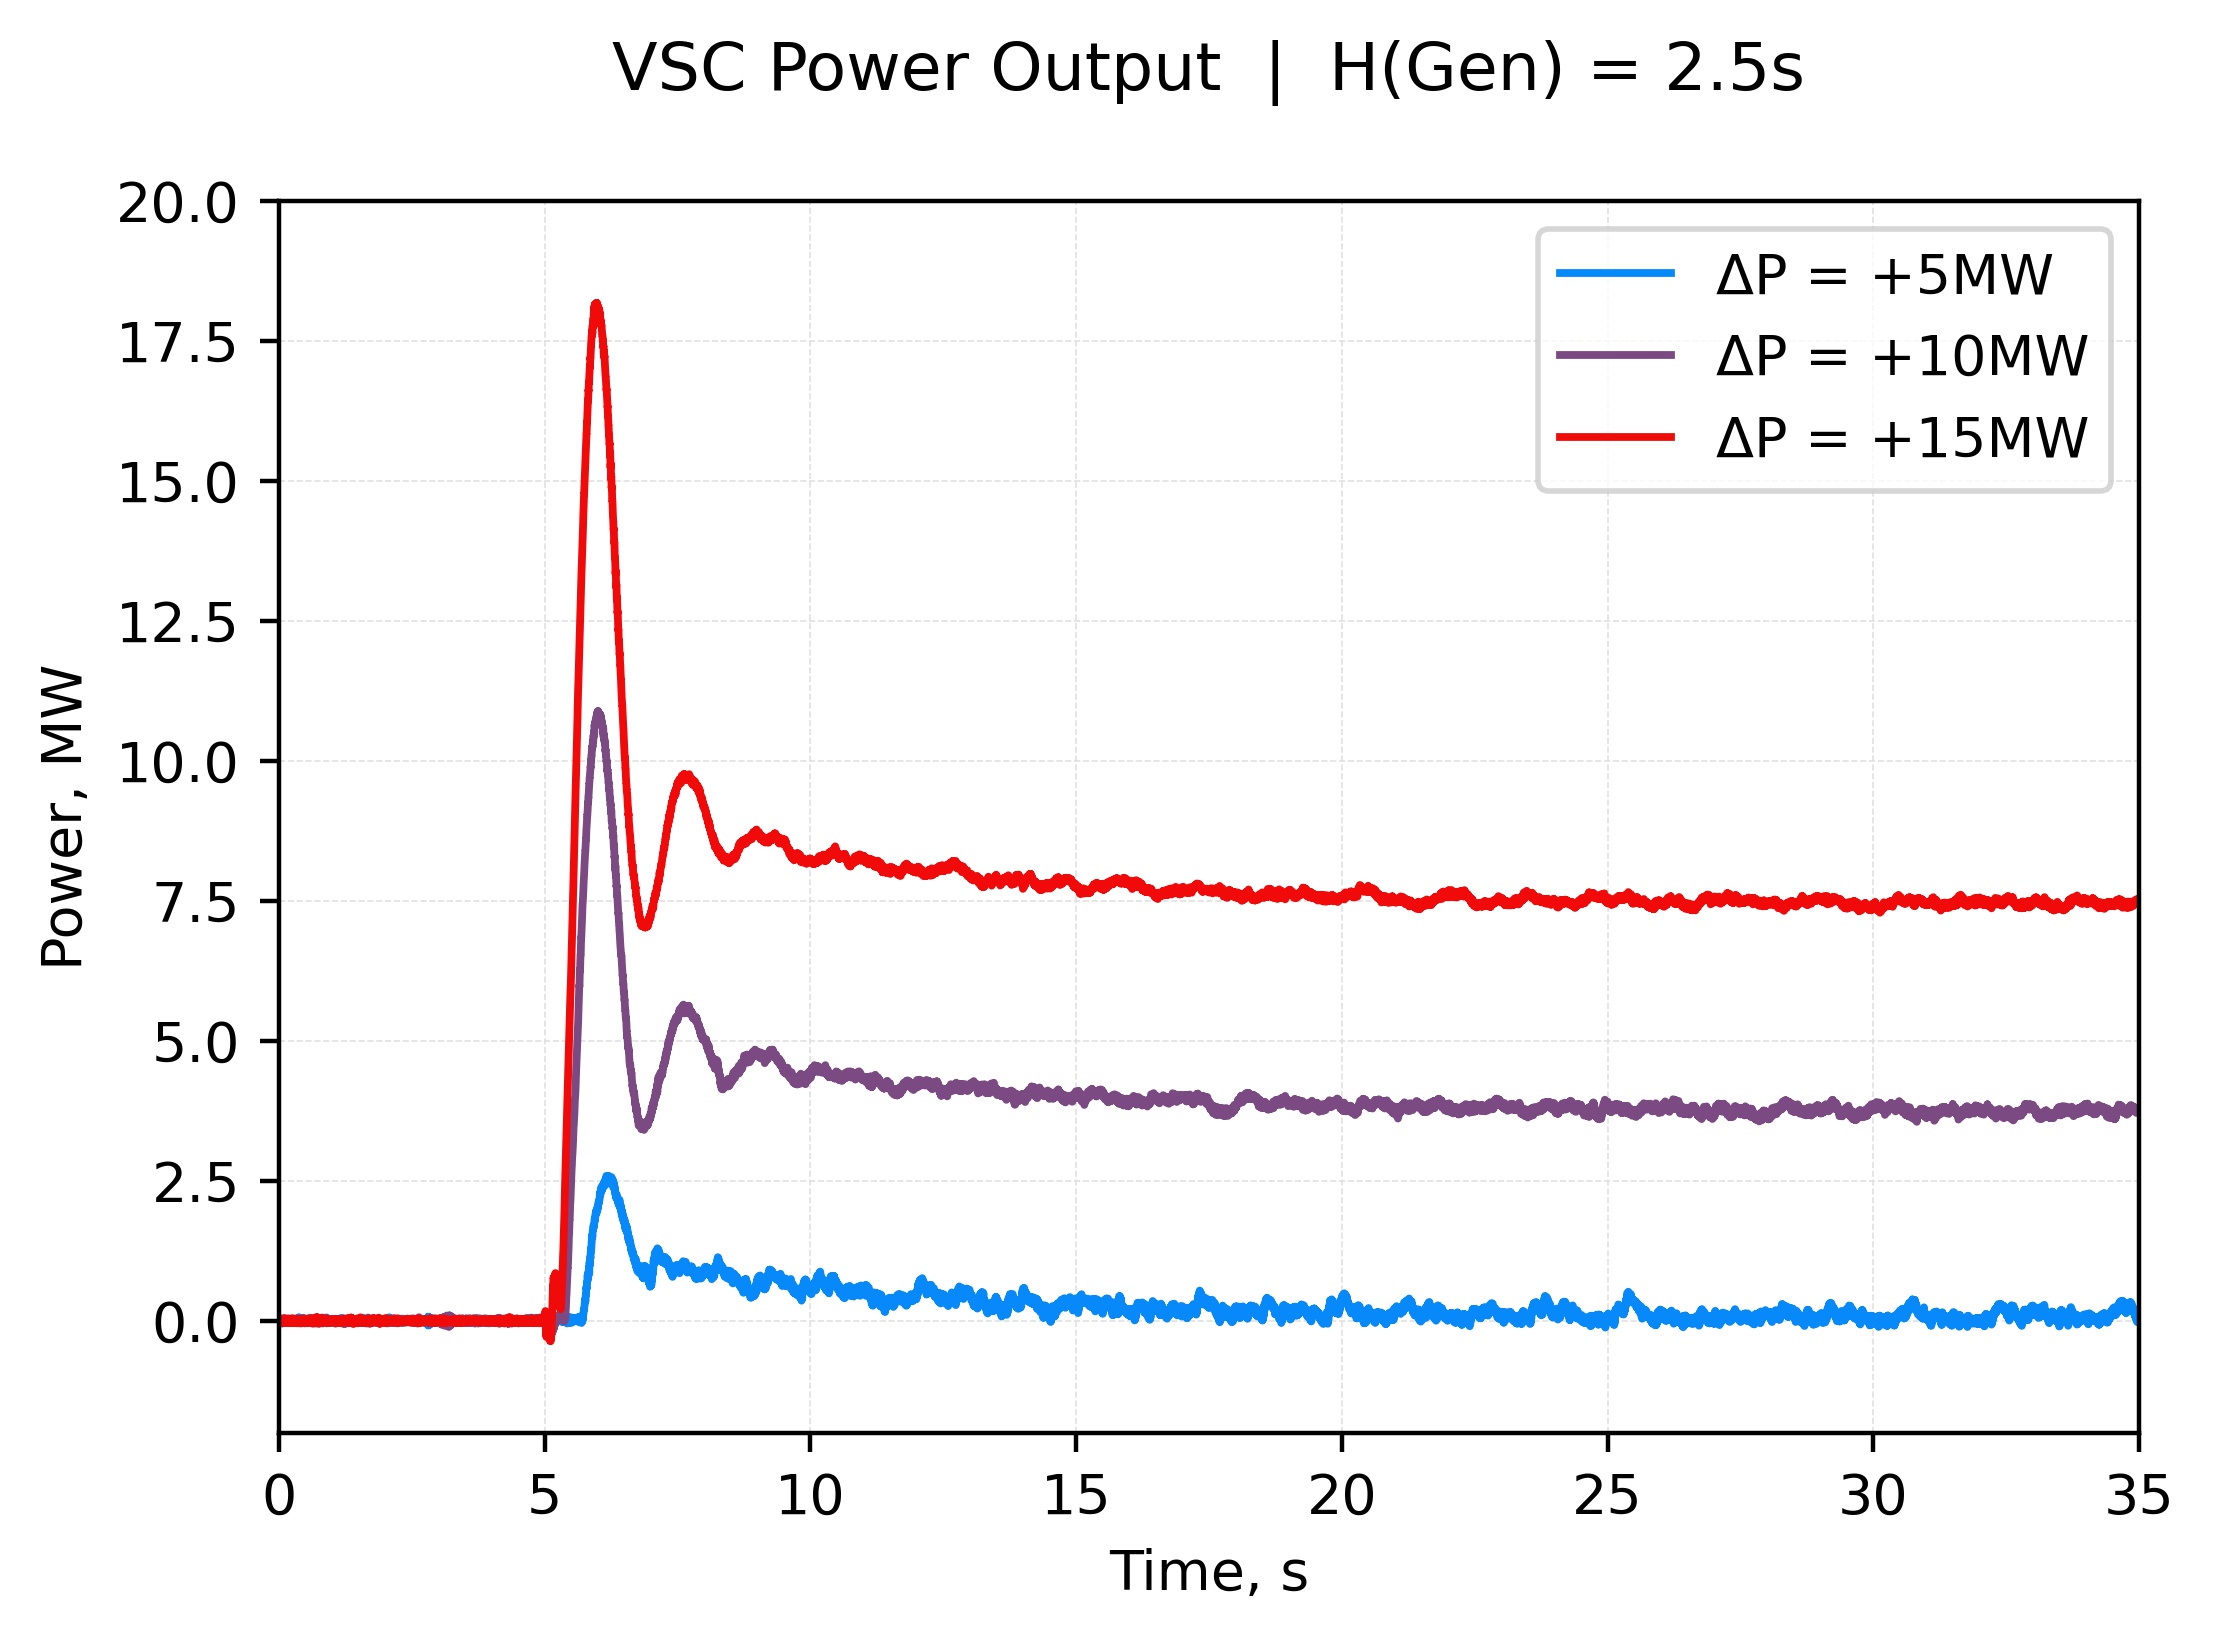 VSC Power Output | H(Gen) = 2.5s
20.0
17.5
15.0
12.5
10.0
7.5
5.0
2.5
0.0
Power, MW
ΔP = +5MW
ΔP = +10MW
ΔP = +15MW
0 5 10 15 20 25 30 35
Time, s